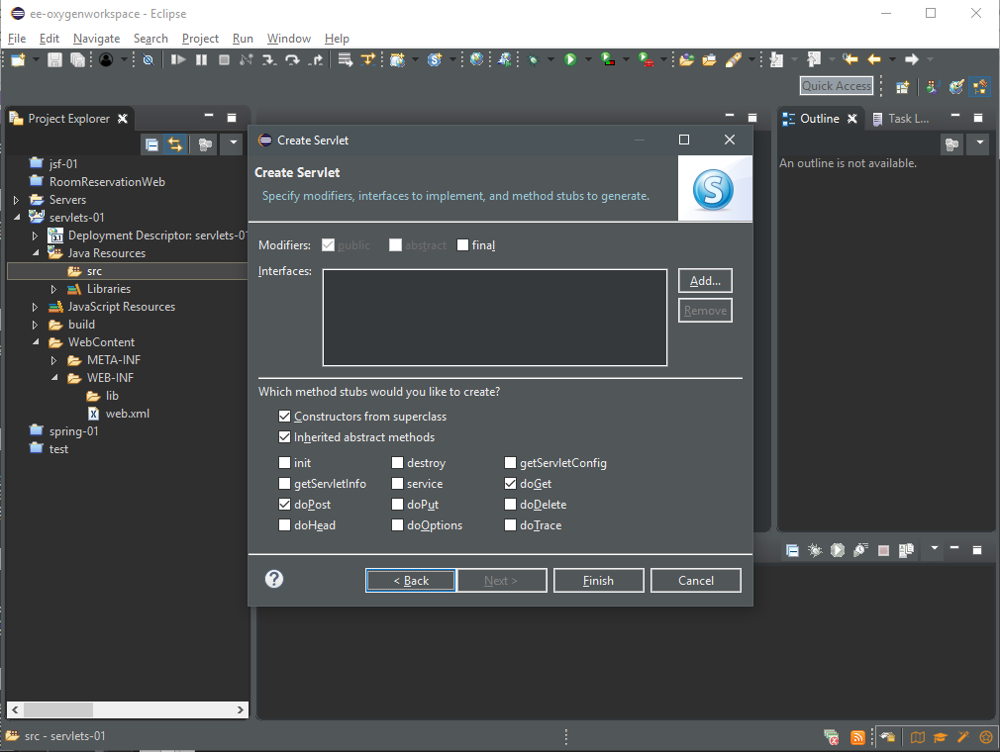 ee-oxygenworkspace - Eclipse
File Edit Navigate Search Project Run Window Help
Quick Access
Project Explorer
Outline Task L...
An outline is not available.
jsf-01
RoomReservationWeb
Servers
servlets-01
3.1 Deployment Descriptor: servlets-01
Java Resources
src
Libraries
JavaScript Resources
build
WebContent
META-INF
WEB-INF
lib
web.xml
spring-01
test
Create Servlet
Create Servlet
Specify modifiers, interfaces to implement, and method stubs to generate.
S
Modifiers: public abstract final
Interfaces:
Add...
Remove
Which method stubs would you like to create?
Constructors from superclass
Inherited abstract methods
init destroy getServletConfig
getServletInfo service doGet
doPost doPut doDelete
doHead doOptions doTrace
? < Back Next > Finish Cancel
src - servlets-01